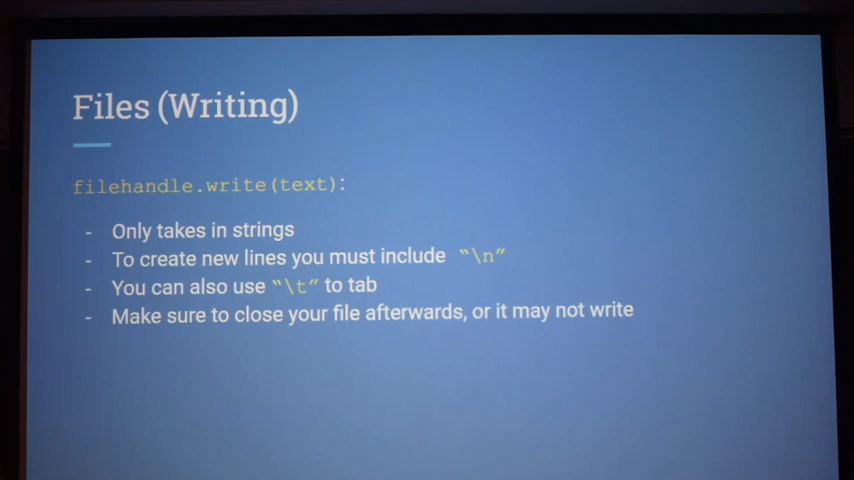 Files (Writing)
filehandle.write(text):
- Only takes in strings
- To create new lines you must include “\n”
- You can also use “\t” to tab
- Make sure to close your file afterwards, or it may not write